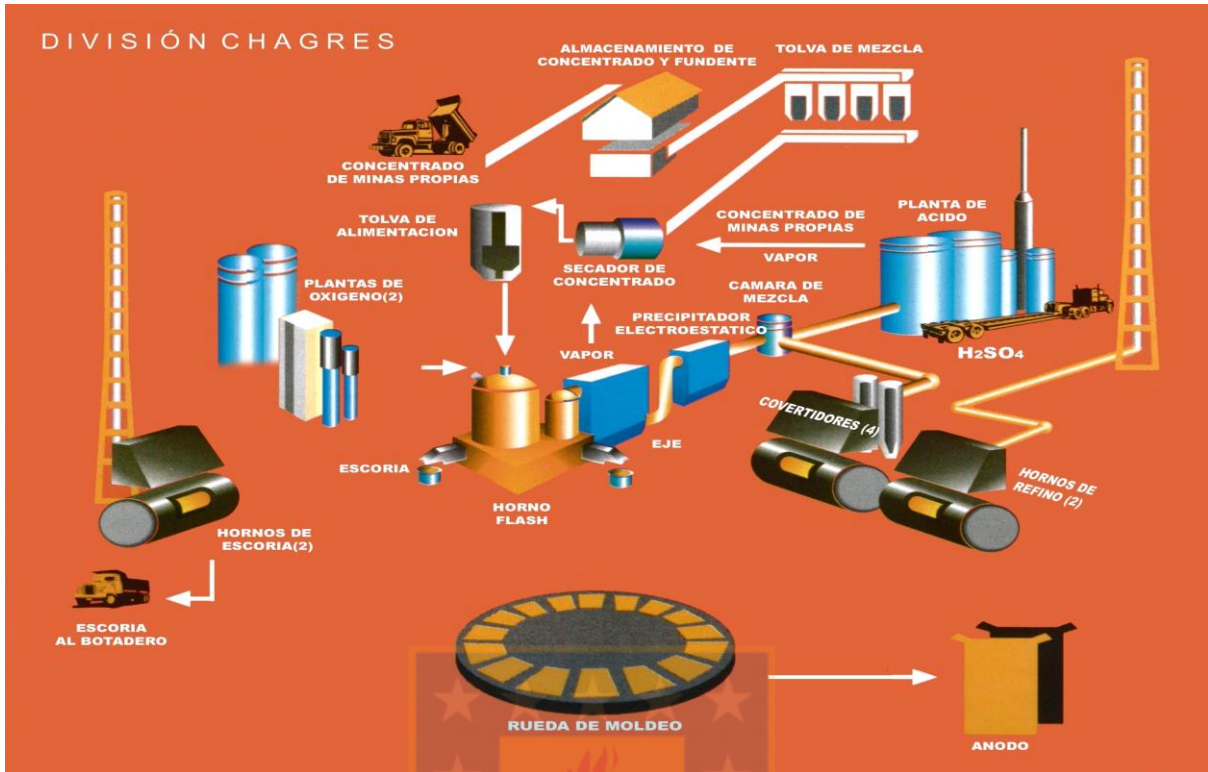 DIVISIÓN CHAGRES
ALMACENAMIENTO DE
CONCENTRADO Y FUNDENTE
TOLVA DE MEZCLA
CONCENTRADO
DE MINAS PROPIAS
TOLVA DE
ALIMENTACION
SECADOR DE
CONCENTRADO
CONCENTRADO DE
MINAS PROPIAS
VAPOR
PLANTA DE
ACIDO
PLANTAS DE
OXIGENO(2)
CAMARA DE
MEZCLA
PRECIPITADOR
ELECTROESTATICO
VAPOR
H2SO4
COVERTIDORES (4)
EJE
ESCORIA
HORNO
FLASH
HORNOS DE
REFINO (2)
HORNOS DE
ESCORIA(2)
ESCORIA
AL BOTADERO
RUEDA DE MOLDEO
ANODO